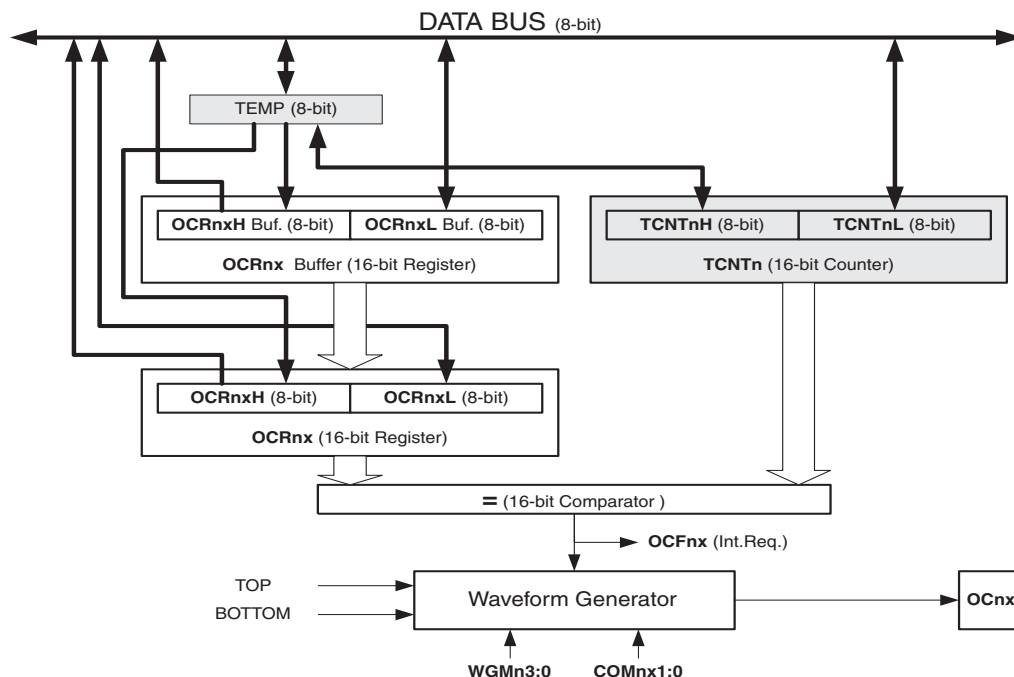 DATA BUS (8-bit)
TEMP (8-bit)
OCRnxH Buf. (8-bit) OCRnxL Buf. (8-bit)
OCRnx Buffer (16-bit Register)
TCNTnH (8-bit) TCNTnL (8-bit)
TCNTn (16-bit Counter)
OCRnxH (8-bit) OCRnxL (8-bit)
OCRnx (16-bit Register)
= (16-bit Comparator )
OCFnx (Int.Req.)
TOP
BOTTOM
Waveform Generator
OCnx
WGMn3:0 COMnx1:0